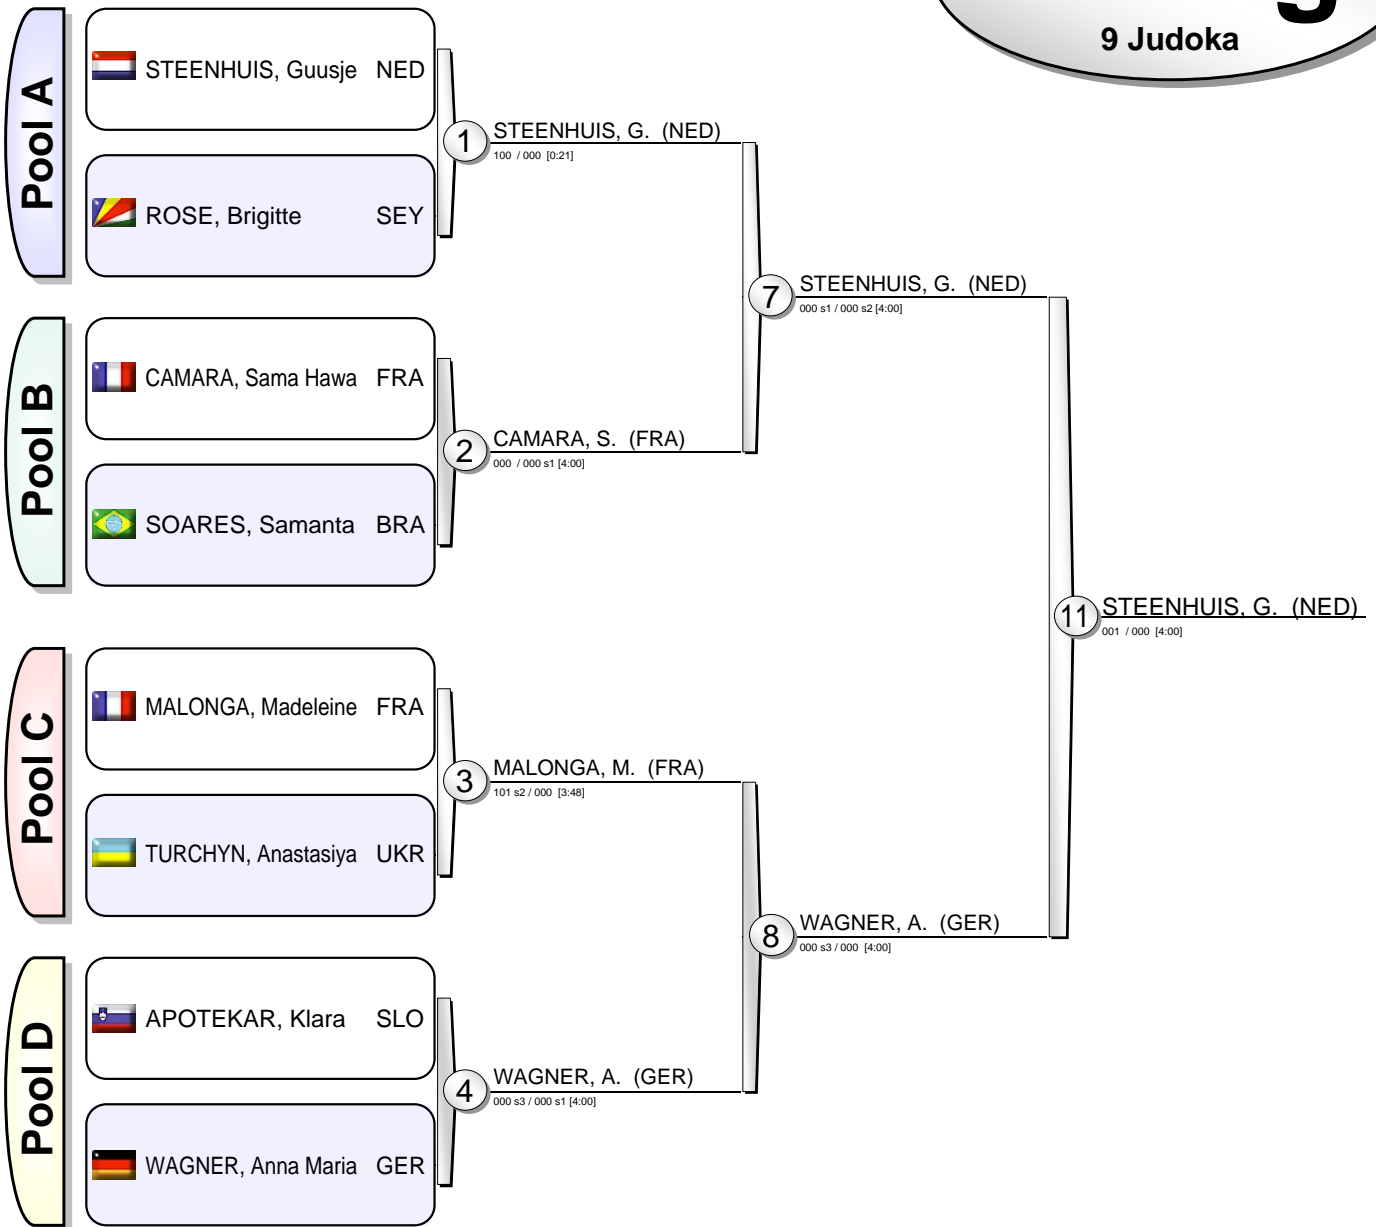 9 Judoka
Pool A
STEENHUIS, Guusje NED
ROSE, Brigitte SEY
1 STEENHUIS, G. (NED)
100 / 000 [0:21]
Pool B
CAMARA, Sama Hawa FRA
SOARES, Samanta BRA
2 CAMARA, S. (FRA)
000 / 000 s1 [4:00]
7 STEENHUIS, G. (NED)
000 s1 / 000 s2 [4:00]
Pool C
MALONGA, Madeleine FRA
TURCHYN, Anastasiya UKR
3 MALONGA, M. (FRA)
101 s2 / 000 [3:48]
Pool D
APOTEKAR, Klara SLO
WAGNER, Anna Maria GER
4 WAGNER, A. (GER)
000 s3 / 000 s1 [4:00]
8 WAGNER, A. (GER)
000 s3 / 000 [4:00]
11 STEENHUIS, G. (NED)
001 / 000 [4:00]